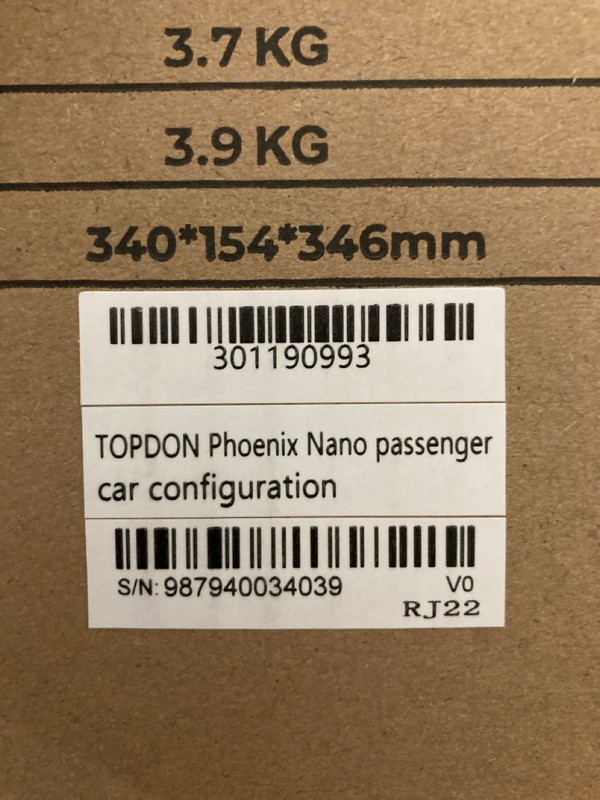 3.7 KG
3.9 KG
340*154*346mm
301190993
TOPDON Phoenix Nano passenger
car configuration
S/N: 987940034039 V0
RJ22